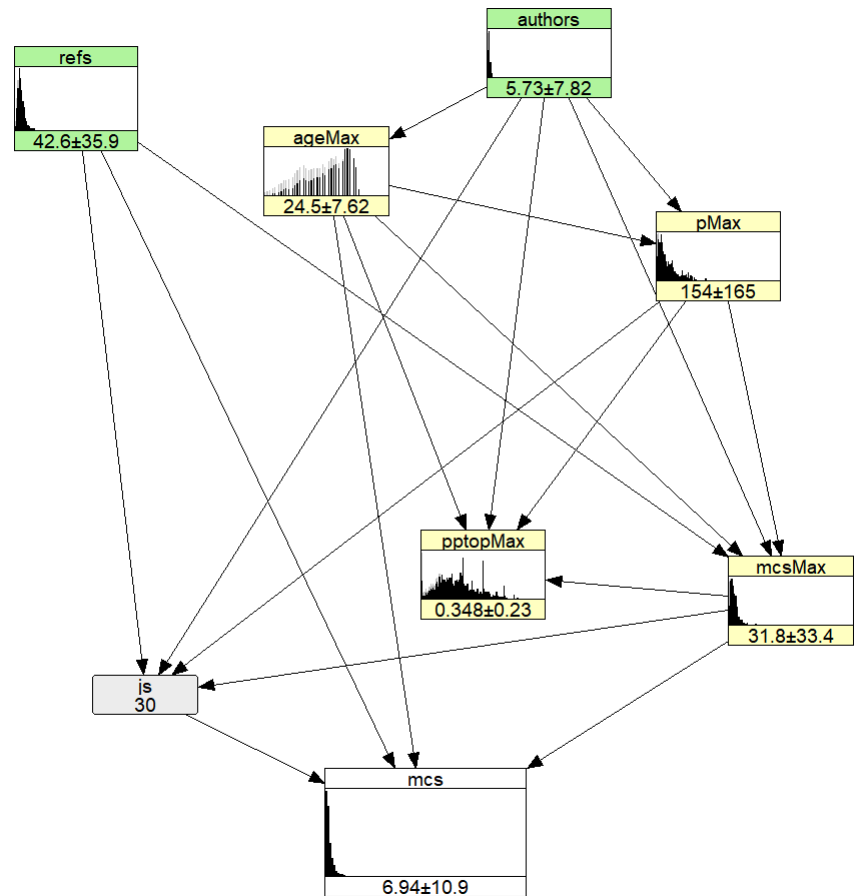 authors
5.73±7.82
refs
42.6±35.9
ageMax
24.5±7.62
pMax
154±165
pptopMax
0.348±0.23
mcsMax
31.8±33.4
js
30
mcs
6.94±10.9